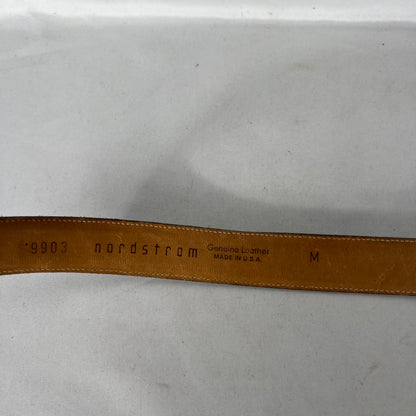 9903 nordstrom Genuine Leather M
MADE IN U.S.A.